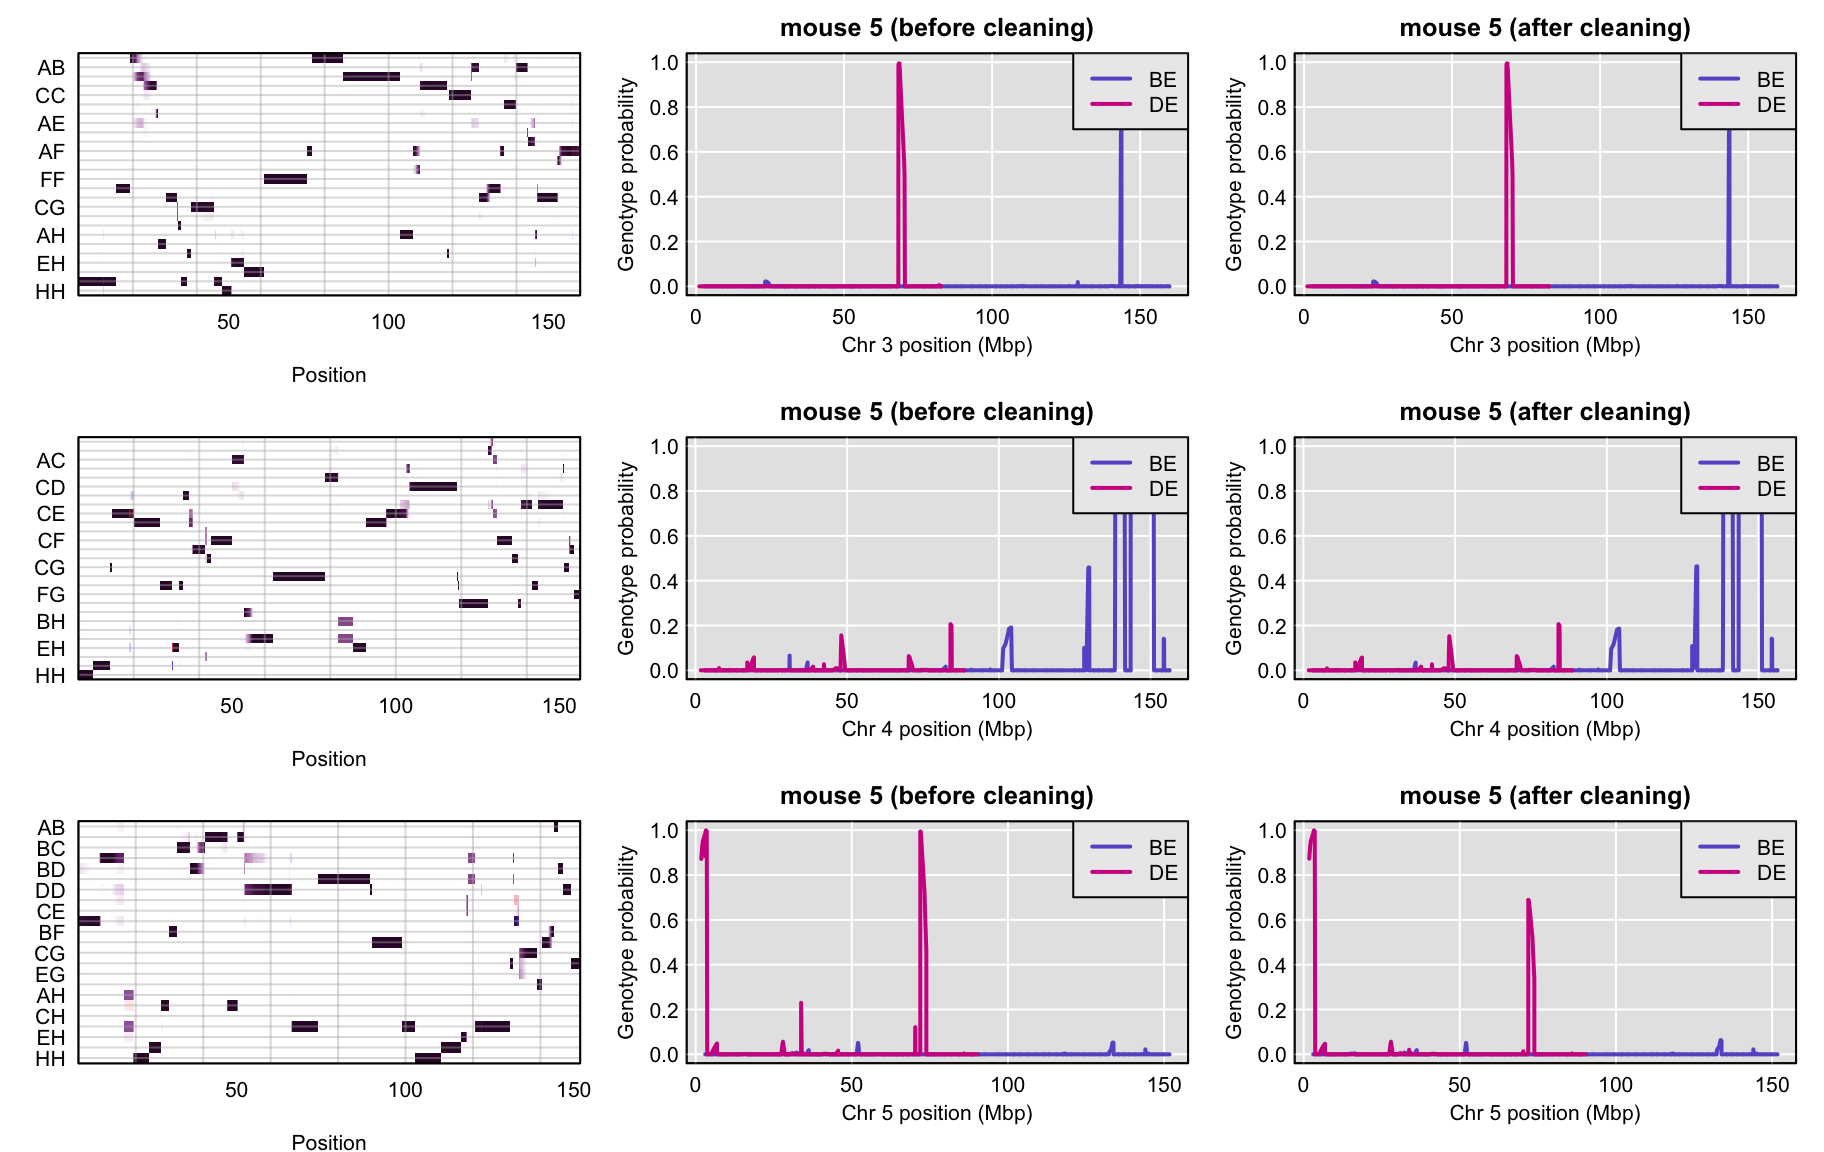 mouse 5 (before cleaning)
mouse 5 (after cleaning)
AB
CC
AE
AF
FF
CG
AH
EH
HH
50
100
150
Position
Genotype probability
1.0
0.8
0.6
0.4
0.2
0.0
BE
DE
0
50
100
150
Chr 3 position (Mbp)
Genotype probability
1.0
0.8
0.6
0.4
0.2
0.0
BE
DE
0
50
100
150
Chr 3 position (Mbp)
mouse 5 (before cleaning)
mouse 5 (after cleaning)
AC
CD
CE
CF
CG
FG
BH
EH
HH
50
100
150
Position
Genotype probability
1.0
0.8
0.6
0.4
0.2
0.0
BE
DE
0
50
100
150
Chr 4 position (Mbp)
Genotype probability
1.0
0.8
0.6
0.4
0.2
0.0
BE
DE
0
50
100
150
Chr 4 position (Mbp)
mouse 5 (before cleaning)
mouse 5 (after cleaning)
AB
BC
BD
DD
CE
BF
CG
EG
AH
CH
EH
HH
50
100
150
Position
Genotype probability
1.0
0.8
0.6
0.4
0.2
0.0
BE
DE
0
50
100
150
Chr 5 position (Mbp)
Genotype probability
1.0
0.8
0.6
0.4
0.2
0.0
BE
DE
0
50
100
150
Chr 5 position (Mbp)